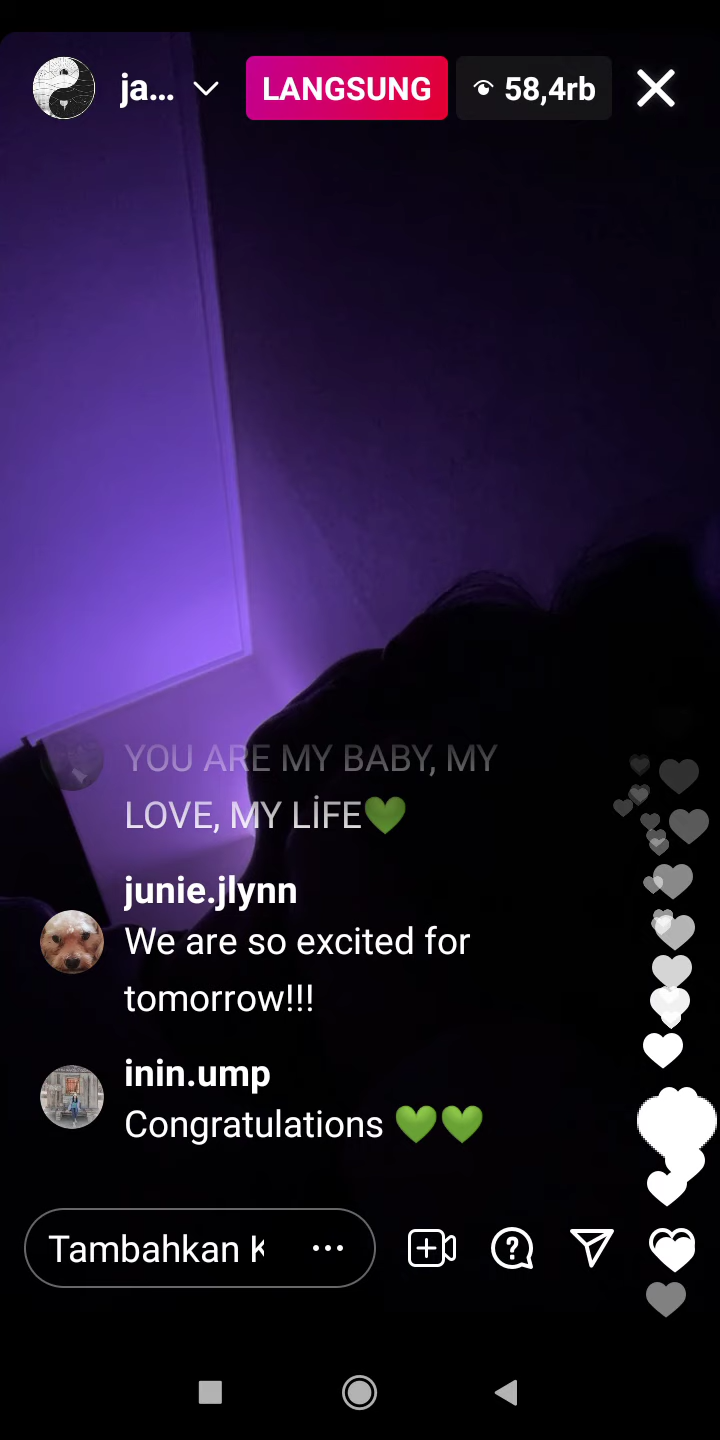 ja...
LANGSUNG
58,4rb
YOU ARE MY BABY, MY
LOVE, MY LİFE💚
junie.jlynn
We are so excited for
tomorrow!!!
inin.ump
Congratulations 💚💚
Tambahkan K